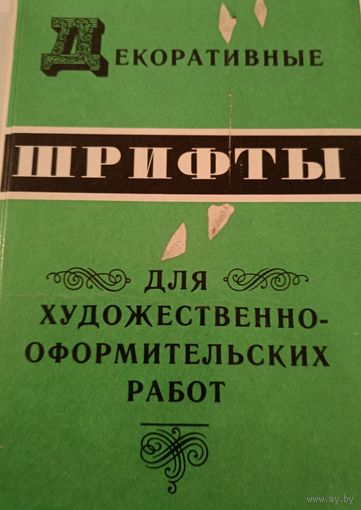 ДЕКОРАТИВНЫЕ
ШРИФТЫ
ДЛЯ
ХУДОЖЕСТВЕННО-
ОФОРМИТЕЛЬСКИХ
РАБОТ
www.ay.by